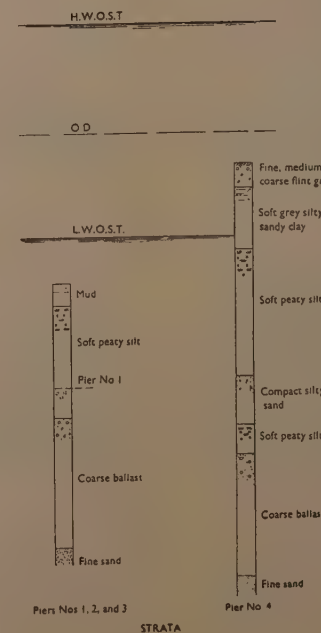 H.W.O.S.T
O D
L.W.O.S.T.
Mud
Soft peaty silt
Pier No 1
Coarse ballast
Fine sand
Piers Nos 1, 2, and 3
Fine, medium
coarse flint
Soft grey silty
sandy clay
Soft peaty silt
Compact silty
sand
Soft peaty silt
Coarse
Fine sand
Pier No 4
STRATA